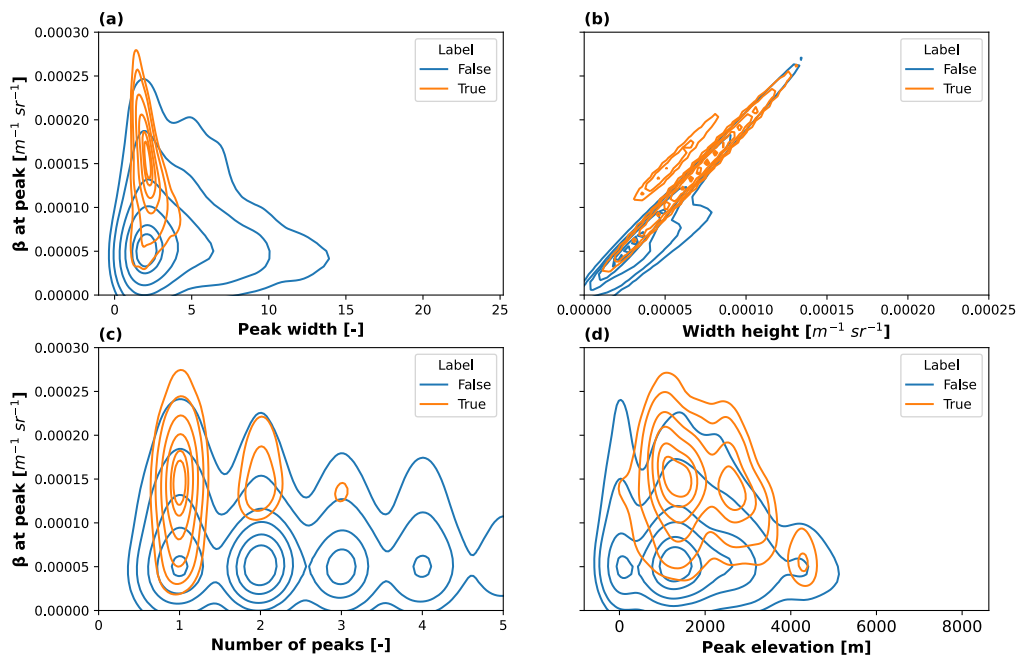 (a)
0.00030
0.00025
0.00020
0.00015
0.00010
0.00005
0.00000
β at peak [m⁻¹ sr⁻¹]
Label
False
True
0 5 10 15 20 25
Peak width [-]
(b)
Label
False
True
0.00000 0.00005 0.00010 0.00015 0.00020 0.00025
Width height [m⁻¹ sr⁻¹]
(c)
0.00030
0.00025
0.00020
0.00015
0.00010
0.00005
0.00000
β at peak [m⁻¹ sr⁻¹]
Label
False
True
0 1 2 3 4 5
Number of peaks [-]
(d)
Label
False
True
0 2000 4000 6000 8000
Peak elevation [m]